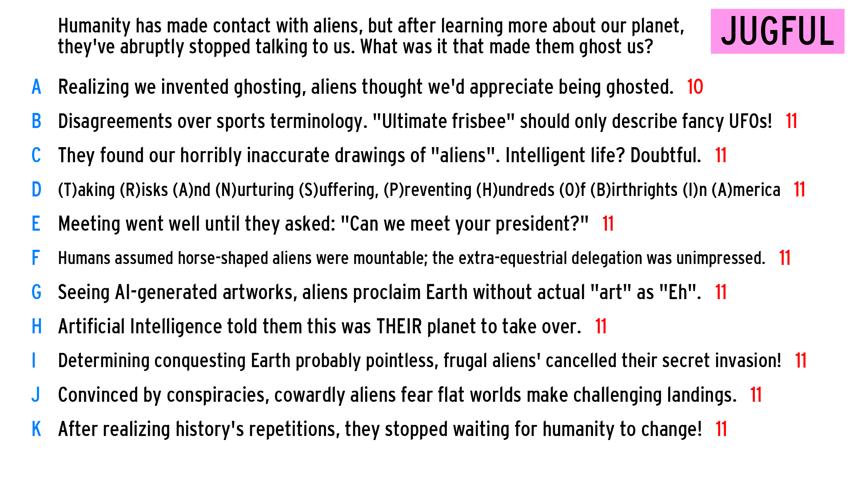 Humanity has made contact with aliens, but after learning more about our planet,
they've abruptly stopped talking to us. What was it that made them ghost us?
JUGFUL
A Realizing we invented ghosting, aliens thought we'd appreciate being ghosted. 10
B Disagreements over sports terminology. "Ultimate frisbee" should only describe fancy UFOs! 11
C They found our horribly inaccurate drawings of "aliens". Intelligent life? Doubtful. 11
D (T)aking (R)isks (A)nd (N)urturing (S)uffering, (P)reventing (H)undreds (O)f (B)irthrights (I)n (A)merica 11
E Meeting went well until they asked: "Can we meet your president?" 11
F Humans assumed horse-shaped aliens were mountable; the extra-equestrial delegation was unimpressed. 11
G Seeing AI-generated artworks, aliens proclaim Earth without actual "art" as "Eh". 11
H Artificial Intelligence told them this was THEIR planet to take over. 11
I Determining conquesting Earth probably pointless, frugal aliens' cancelled their secret invasion! 11
J Convinced by conspiracies, cowardly aliens fear flat worlds make challenging landings. 11
K After realizing history's repetitions, they stopped waiting for humanity to change! 11